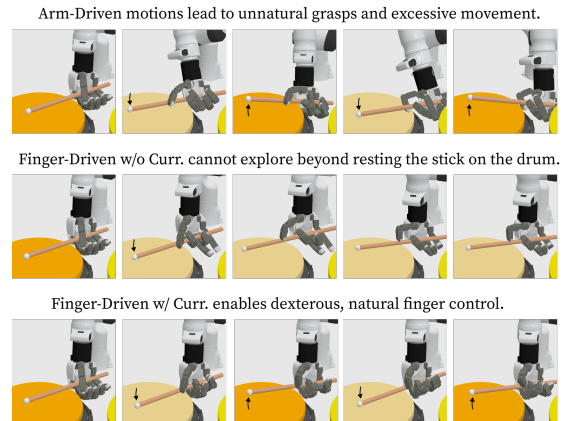 Arm-Driven motions lead to unnatural grasps and excessive movement.
Finger-Driven w/o Curr. cannot explore beyond resting the stick on the drum.
Finger-Driven w/ Curr. enables dexterous, natural finger control.